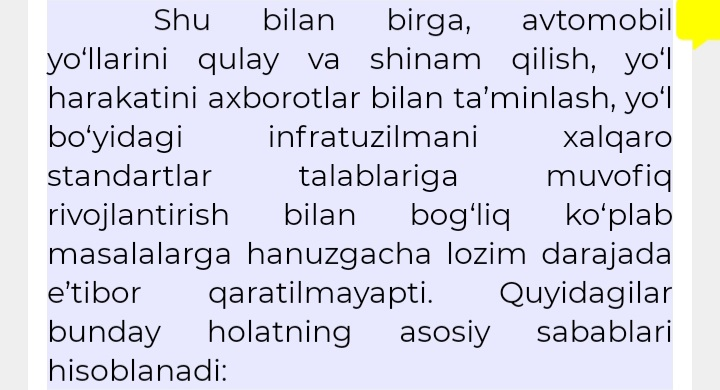 Shu bilan birga, avtomobil
yo‘llarini qulay va shinam qilish, yo‘l
harakatini axborotlar bilan ta’minlash, yo‘l
bo‘yidagi infratuzilmani xalqaro
standartlar talablariga muvofiq
rivojlantirish bilan bog‘liq ko‘plab
masalalarga hanuzgacha lozim darajada
e’tibor qaratilmayapti. Quyidagilar
bunday holatning asosiy sabablari
hisoblanadi: